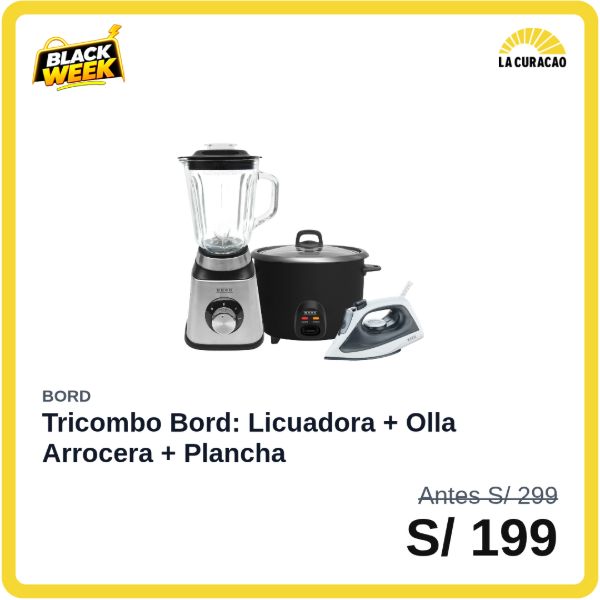 BLACK
WEEK
LA CURACAO
BORD
Tricombo Bord: Licuadora + Olla
Arrocera + Plancha
Antes S/ 299
S/ 199